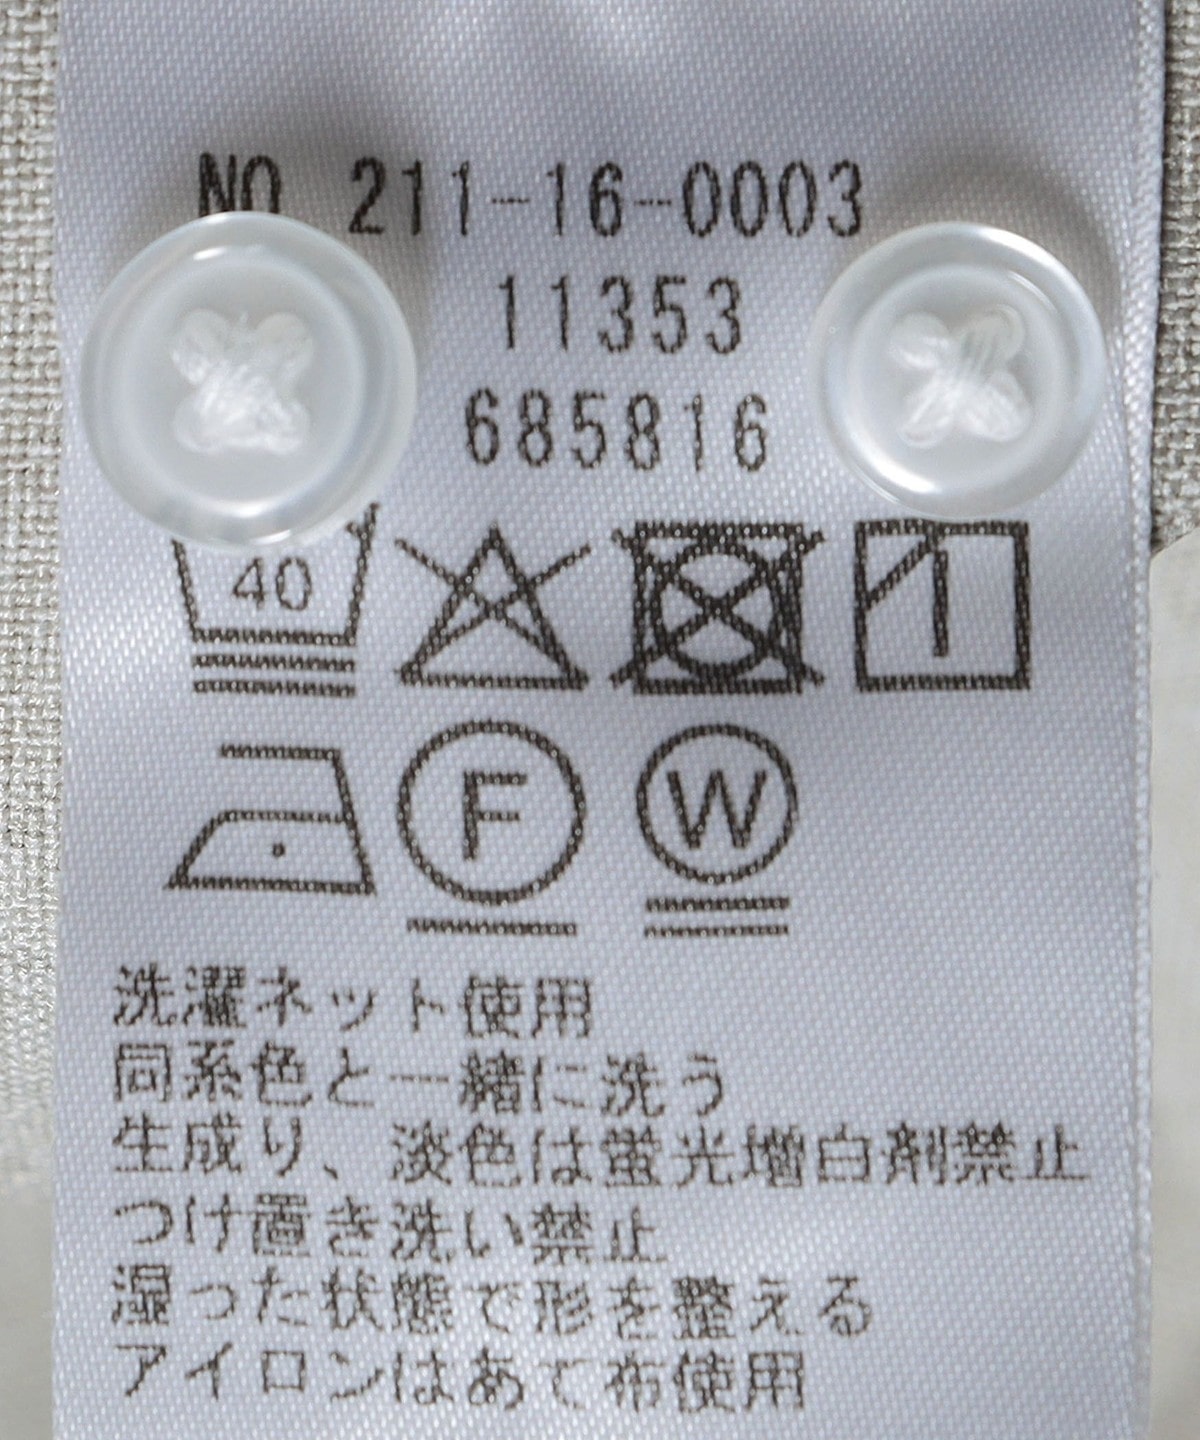 NO 211-16-0003
11353
685816
40
F W
洗濯ネット使用
同系色と一緒に洗う
生成り、淡色は蛍光増白剤禁止
つけ置き洗い禁止
湿った状態で形を整える
アイロンはあて布使用